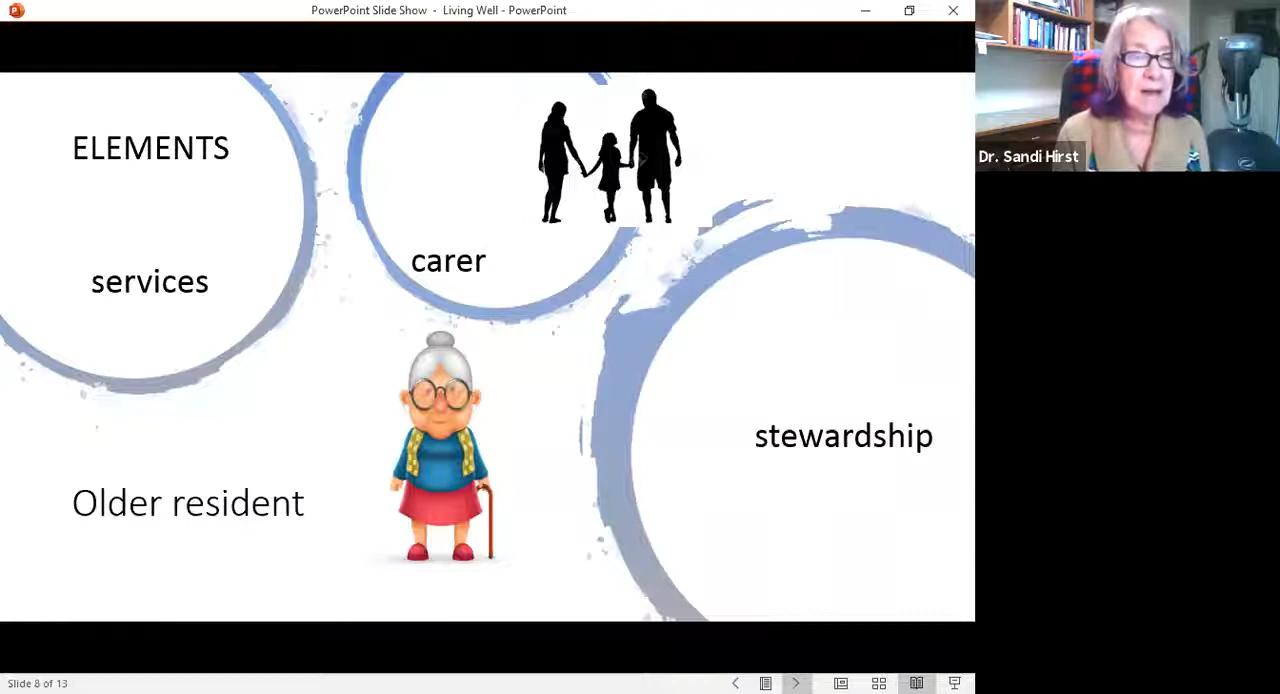 PowerPoint Slide Show - Living Well - PowerPoint
Dr. Sandi Hirst
ELEMENTS
carer
services
stewardship
Older resident
Slide 8 of 13